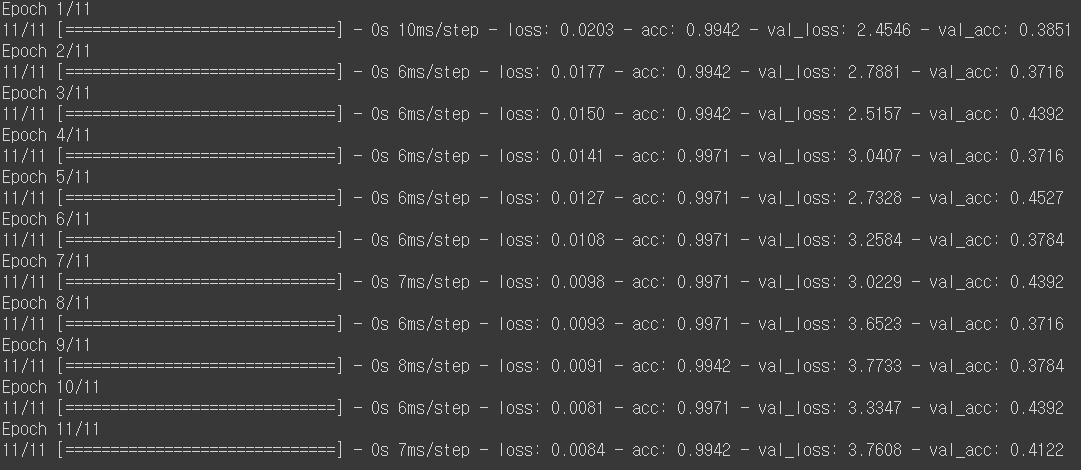 Epoch 1/11
11/11 [==============================] - 0s 10ms/step - loss: 0.0203 - acc: 0.9942 - val_loss: 2.4546 - val_acc: 0.3851
Epoch 2/11
11/11 [==============================] - 0s 6ms/step - loss: 0.0177 - acc: 0.9942 - val_loss: 2.7881 - val_acc: 0.3716
Epoch 3/11
11/11 [==============================] - 0s 6ms/step - loss: 0.0150 - acc: 0.9942 - val_loss: 2.5157 - val_acc: 0.4392
Epoch 4/11
11/11 [==============================] - 0s 6ms/step - loss: 0.0141 - acc: 0.9971 - val_loss: 3.0407 - val_acc: 0.3716
Epoch 5/11
11/11 [==============================] - 0s 6ms/step - loss: 0.0127 - acc: 0.9971 - val_loss: 2.7328 - val_acc: 0.4527
Epoch 6/11
11/11 [==============================] - 0s 6ms/step - loss: 0.0108 - acc: 0.9971 - val_loss: 3.2584 - val_acc: 0.3784
Epoch 7/11
11/11 [==============================] - 0s 7ms/step - loss: 0.0098 - acc: 0.9971 - val_loss: 3.0229 - val_acc: 0.4392
Epoch 8/11
11/11 [==============================] - 0s 6ms/step - loss: 0.0093 - acc: 0.9971 - val_loss: 3.6523 - val_acc: 0.3716
Epoch 9/11
11/11 [==============================] - 0s 8ms/step - loss: 0.0091 - acc: 0.9942 - val_loss: 3.7733 - val_acc: 0.3784
Epoch 10/11
11/11 [==============================] - 0s 6ms/step - loss: 0.0081 - acc: 0.9971 - val_loss: 3.3347 - val_acc: 0.4392
Epoch 11/11
11/11 [==============================] - 0s 7ms/step - loss: 0.0084 - acc: 0.9942 - val_loss: 3.7608 - val_acc: 0.4122